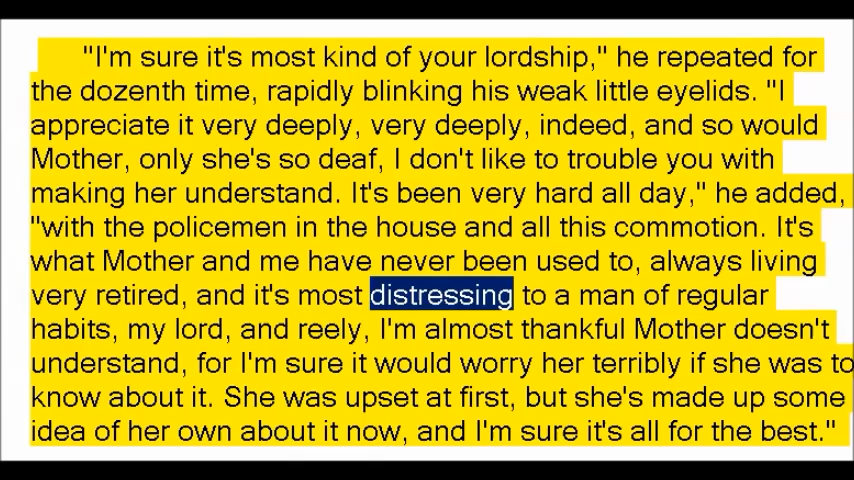 "I'm sure it's most kind of your lordship," he repeated for
the dozenth time, rapidly blinking his weak little eyelids. "I
appreciate it very deeply, very deeply, indeed, and so would
Mother, only she's so deaf, I don't like to trouble you with
making her understand. It's been very hard all day," he added,
"with the policemen in the house and all this commotion. It's
what Mother and me have never been used to, always living
very retired, and it's most distressing to a man of regular
habits, my lord, and reely, I'm almost thankful Mother doesn't
understand, for I'm sure it would worry her terribly if she was to
know about it. She was upset at first, but she's made up some
idea of her own about it now, and I'm sure it's all for the best."